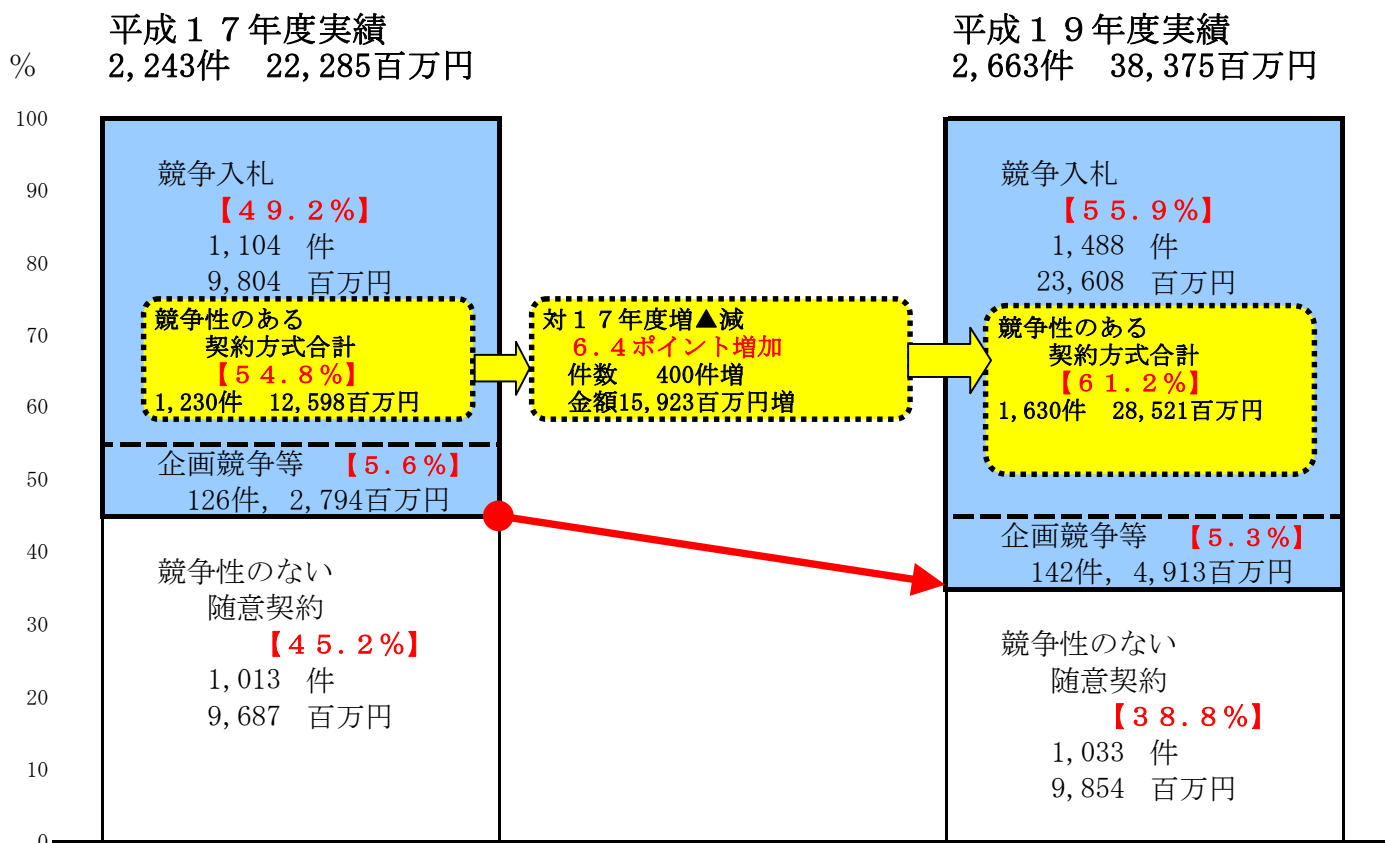 平成１７年度実績
2,243件　22,285百万円
平成１９年度実績
2,663件　38,375百万円
％
100
90
80
70
60
50
40
30
20
10
0
競争入札
【４９.２％】
1,104　件
9,804　百万円
競争性のある
契約方式合計
【５４.８％】
1,230件　12,598百万円
企画競争等　【５.６％】
126件, 2,794百万円
競争性のない
随意契約
【４５.２％】
1,013　件
9,687　百万円
対１７年度増▲減
６.４ポイント増加
件数　　400件増
金額15,923百万円増
競争入札
【５５.９％】
1,488　件
23,608　百万円
競争性のある
契約方式合計
【６１.２％】
1,630件　28,521百万円
企画競争等　【５.３％】
142件, 4,913百万円
競争性のない
随意契約
【３８.８％】
1,033　件
9,854　百万円